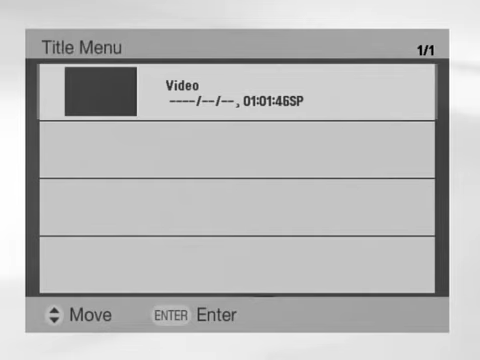 Title Menu
1/1
Video
----/--/-- , 01:01:46SP
Move
ENTER Enter